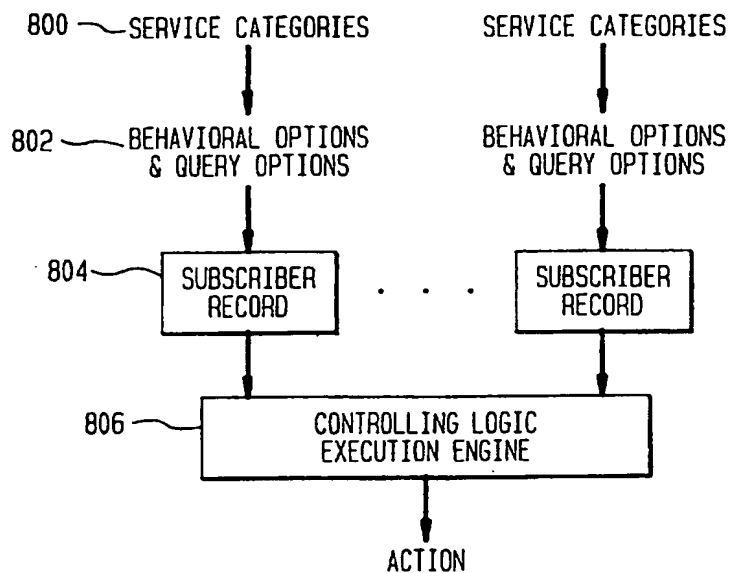 800 SERVICE CATEGORIES SERVICE CATEGORIES
802 BEHAVIORAL OPTIONS & QUERY OPTIONS BEHAVIORAL OPTIONS & QUERY OPTIONS
804 SUBSCRIBER RECORD . . . SUBSCRIBER RECORD
806 CONTROLLING LOGIC
EXECUTION ENGINE
ACTION